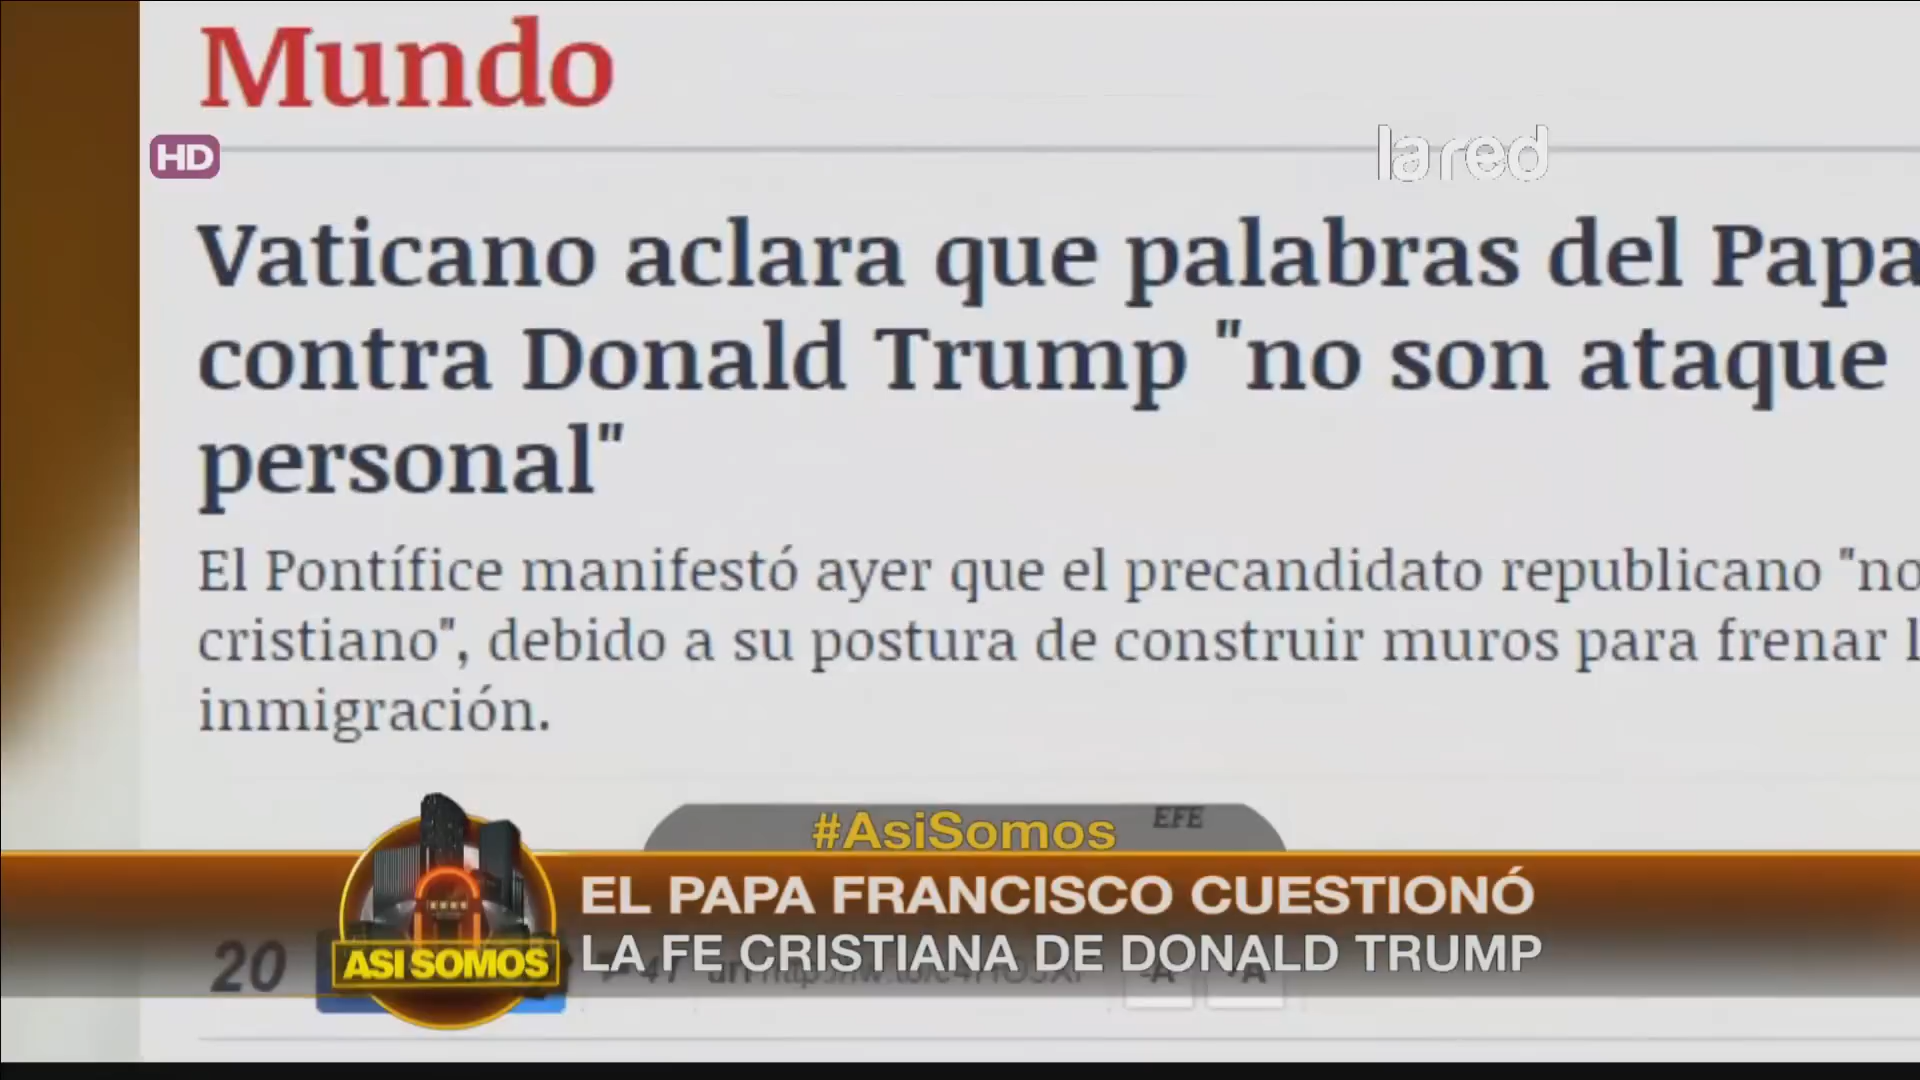 Mundo
HD
la red
Vaticano aclara que palabras del Papa
contra Donald Trump "no son ataque
personal"
El Pontífice manifestó ayer que el precandidato republicano "no
cristiano", debido a su postura de construir muros para frenar l
inmigración.
EFE
#AsiSomos
EL PAPA FRANCISCO CUESTIONÓ
LA FE CRISTIANA DE DONALD TRUMP
ASI SOMOS
20
47
-A